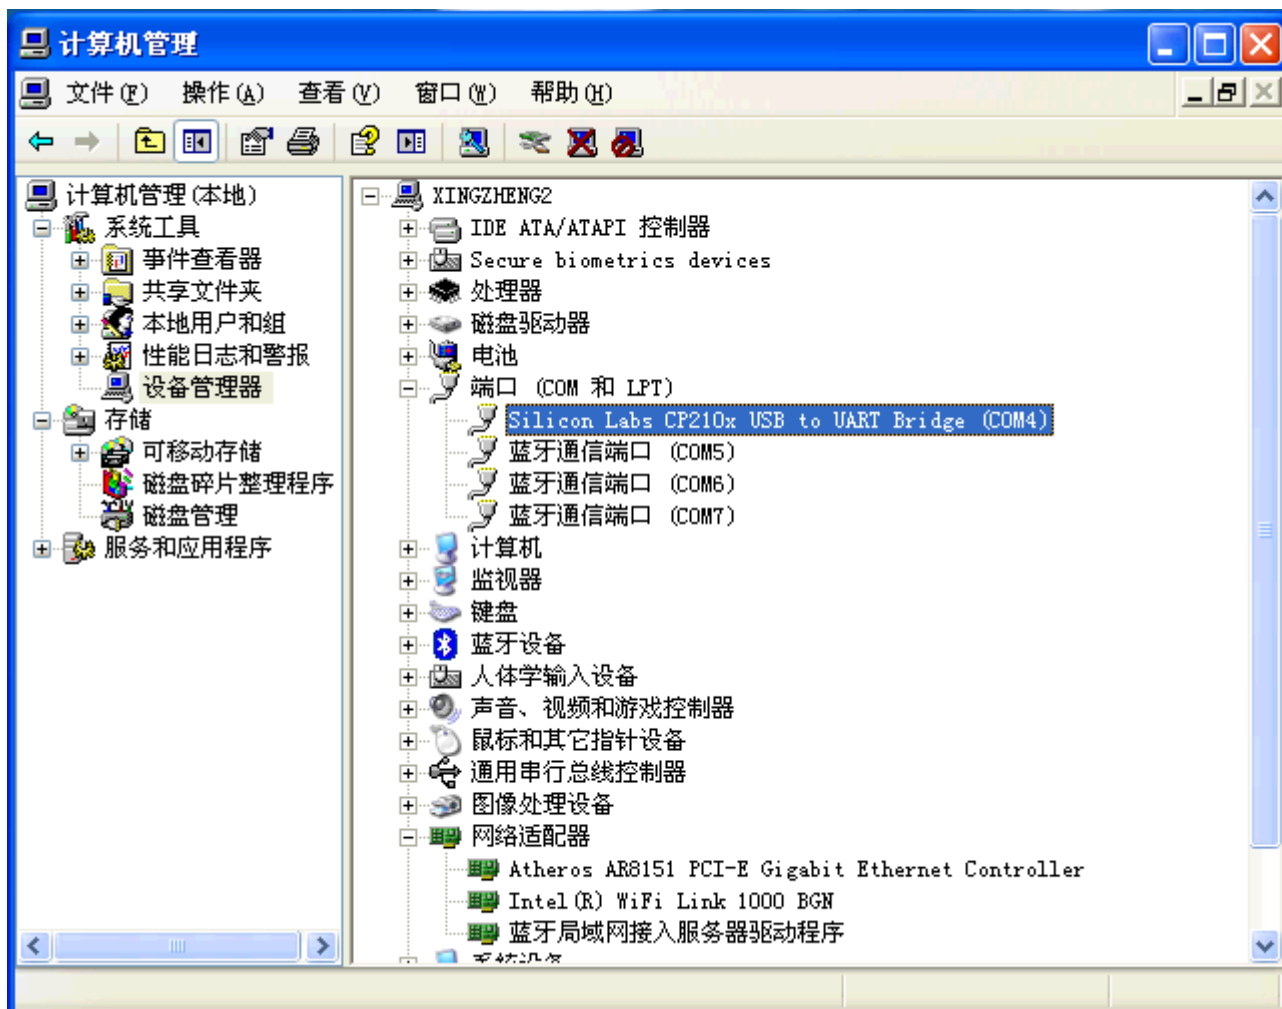 计算机管理
文件(F) 操作(A) 查看(V) 窗口(W) 帮助(H)
计算机管理(本地)
系统工具
事件查看器
共享文件夹
本地用户和组
性能日志和警报
设备管理器
存储
可移动存储
磁盘碎片整理程序
磁盘管理
服务和应用程序
XINGZHENG2
IDE ATA/ATAPI 控制器
Secure biometrics devices
处理器
磁盘驱动器
电池
端口 (COM 和 LPT)
Silicon Labs CP210x USB to UART Bridge (COM4)
蓝牙通信端口 (COM5)
蓝牙通信端口 (COM6)
蓝牙通信端口 (COM7)
计算机
监视器
键盘
蓝牙设备
人体学输入设备
声音、视频和游戏控制器
鼠标和其它指针设备
通用串行总线控制器
图像处理设备
网络适配器
Atheros AR8151 PCI-E Gigabit Ethernet Controller
Intel(R) WiFi Link 1000 BGN
蓝牙局域网接入服务器驱动程序
系统设备